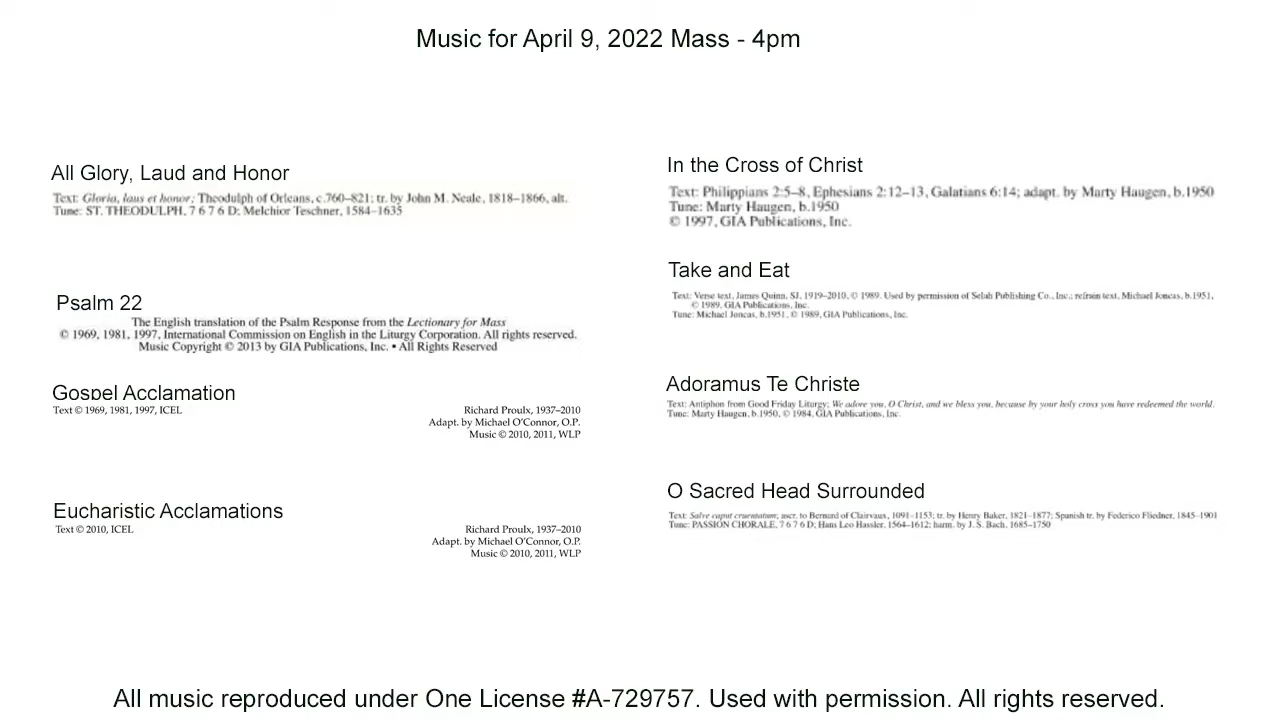 Music for April 9, 2022 Mass - 4pm
All Glory, Laud and Honor
Text: Gloria, laus et honor; Theodulph of Orleans, c.760–821; tr. by John M. Neale, 1818–1866, alt.
Tune: ST. THEODULPH, 7 6 7 6 D; Melchior Teschner, 1584–1635
Psalm 22
The English translation of the Psalm Response from the Lectionary for Mass
© 1969, 1981, 1997, International Commission on English in the Liturgy Corporation. All rights reserved.
Music Copyright © 2013 by GIA Publications, Inc. • All Rights Reserved
Gospel Acclamation
Text © 1969, 1981, 1997, ICEL
Richard Proulx, 1937–2010
Adapt. by Michael O'Connor, O.P.
Music © 2010, 2011, WLP
Eucharistic Acclamations
Text © 2010, ICEL
Richard Proulx, 1937–2010
Adapt. by Michael O'Connor, O.P.
Music © 2010, 2011, WLP
In the Cross of Christ
Text: Philippians 2:5–8, Ephesians 2:12–13, Galatians 6:14; adapt. by Marty Haugen, b.1950
Tune: Marty Haugen, b.1950
© 1997, GIA Publications, Inc.
Take and Eat
Text: Verse text, James Quinn, SJ, 1919–2010, © 1989. Used by permission of Selah Publishing Co., Inc.; refrain text, Michael Joncas, b.1951,
© 1989, GIA Publications, Inc.
Tune: Michael Joncas, b.1951, © 1989, GIA Publications, Inc.
Adoramus Te Christe
Text: Antiphon from Good Friday Liturgy; We adore you, O Christ, and we bless you, because by your holy cross you have redeemed the world.
Tune: Marty Haugen, b.1950, © 1984, GIA Publications, Inc.
O Sacred Head Surrounded
Text: Salve caput cruentatum; ascr. to Bernard of Clairvaux, 1091–1153; tr. by Henry Baker, 1821–1877; Spanish tr. by Federico Fliedner, 1845–1901
Tune: PASSION CHORALE, 7 6 7 6 D; Hans Leo Hassler, 1564–1612; harm. by J. S. Bach, 1685–1750
All music reproduced under One License #A-729757. Used with permission. All rights reserved.